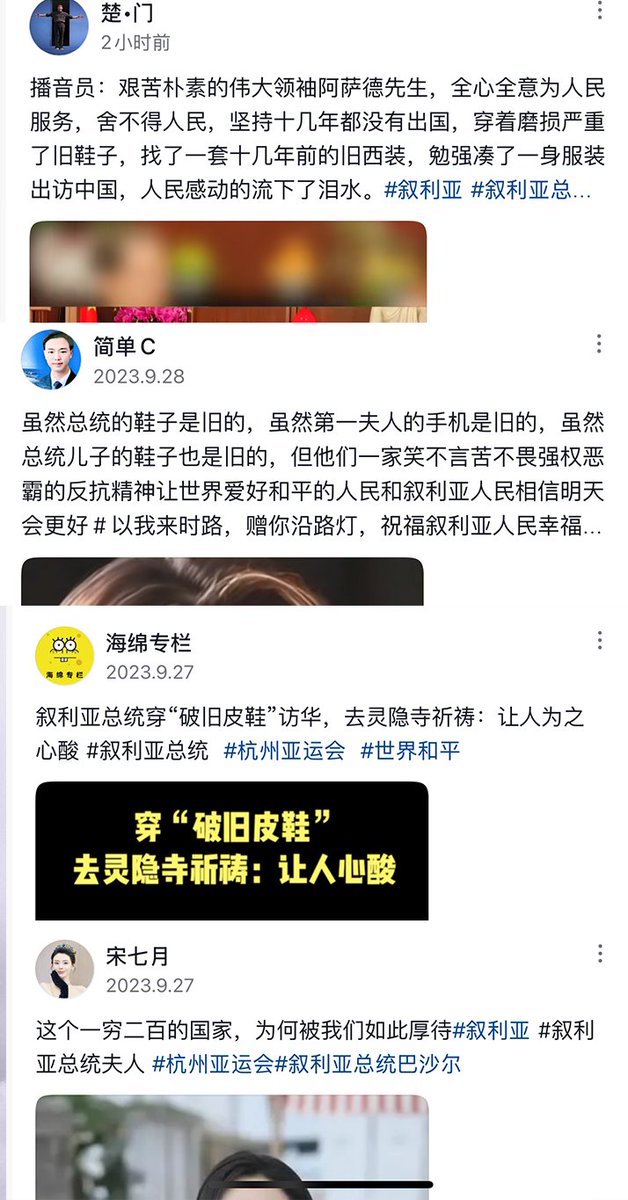 楚·门
2小时前
播音员：艰苦朴素的伟大领袖阿萨德先生，全心全意为人民
服务，舍不得人民，坚持十几年都没有出国，穿着磨损严重
了旧鞋子，找了一套十几年前的旧西装，勉强凑了一身服装
出访中国，人民感动的流下了泪水。#叙利亚 #叙利亚总...
简单C
2023.9.28
虽然总统的鞋子是旧的，虽然第一夫人的手机是旧的，虽然
总统儿子的鞋子也是旧的，但他们一家笑不言苦不畏强权恶
霸的反抗精神让世界爱好和平的人民和叙利亚人民相信明天
会更好#以我来时路，赠你沿路灯，祝福叙利亚人民幸福...
海绵专栏
海绵专栏
2023.9.27
叙利亚总统穿“破旧皮鞋”访华，去灵隐寺祈祷：让人为之
心酸 #叙利亚总统 #杭州亚运会 #世界和平
穿“破旧皮鞋”
去灵隐寺祈祷：让人心酸
宋七月
2023.9.27
这个一穷二百的国家，为何被我们如此厚待#叙利亚 #叙利
亚总统夫人 #杭州亚运会#叙利亚总统巴沙尔